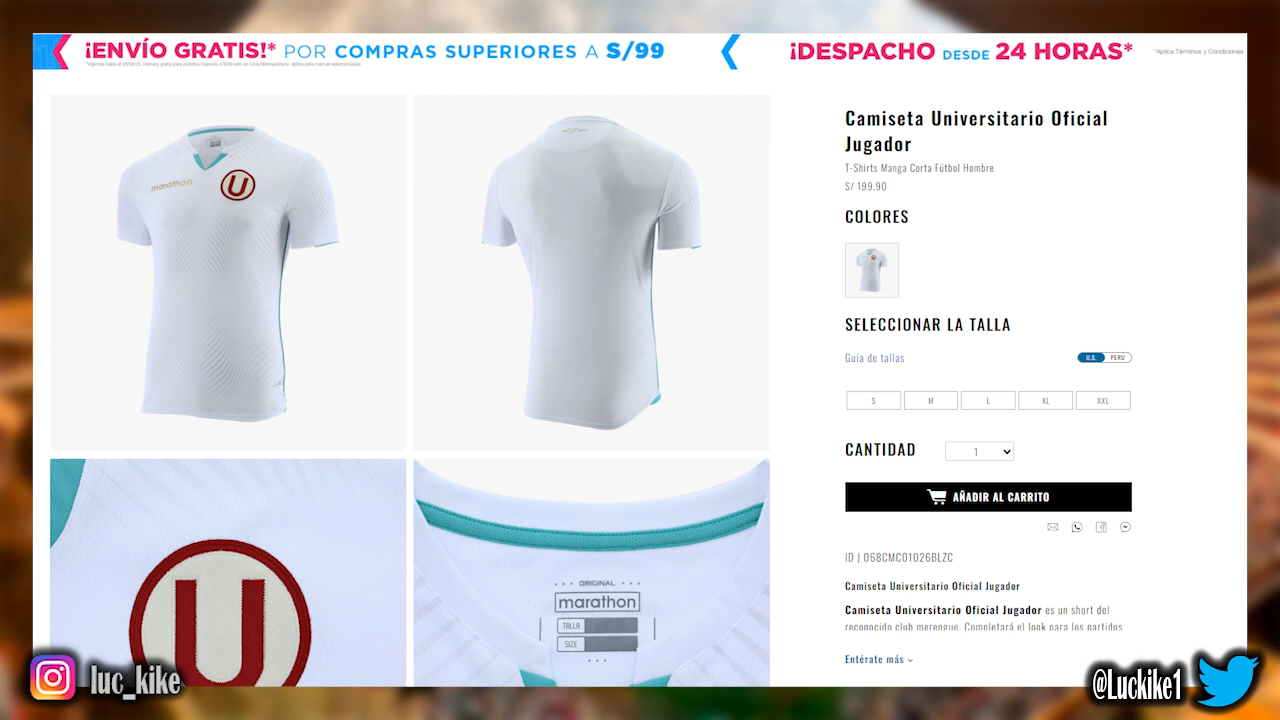 ¡ENVÍO GRATIS!* POR COMPRAS SUPERIORES A S/99
¡DESPACHO DESDE 24 HORAS*
*Aplica Términos y Condiciones
marathon
U
Camiseta Universitario Oficial
Jugador
T-Shirts Manga Corta Fútbol Hombre
S/ 199.90
COLORES
SELECCIONAR LA TALLA
Guía de tallas
U.S. PERÚ
S M L XL XXL
CANTIDAD 1
AÑADIR AL CARRITO
ID | 068CMC01026BLZC
Camiseta Universitario Oficial Jugador
Camiseta Universitario Oficial Jugador es un short del
reconocido club merengue. Completará el look para los partidos
Entérate más
U
ORIGINAL
marathon
TALLA
SIZE
luc_kike
@Luckike1